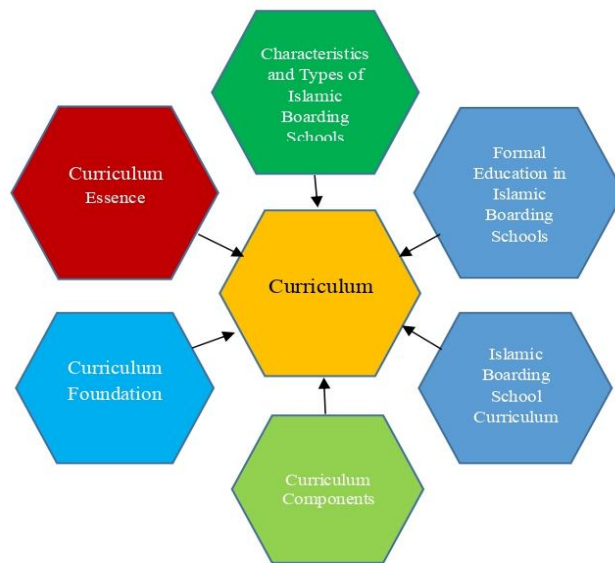 Characteristics
and Types of
Islamic
Boarding
Schools
Curriculum
Essence
Formal
Education in
Islamic
Boarding
Schools
Curriculum
Curriculum
Foundation
Islamic
Boarding
School
Curriculum
Curriculum
Components